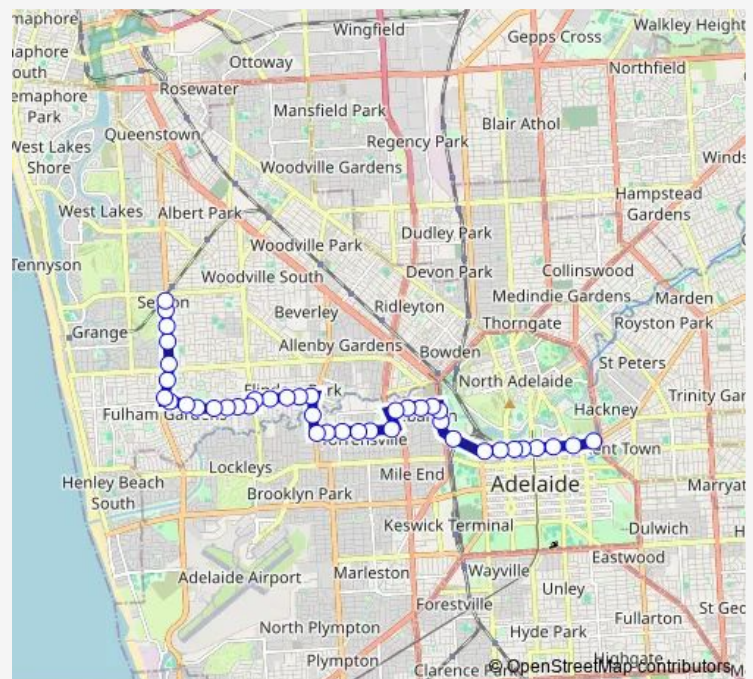 maphore
Wingfield
Gepps Cross
Walkley Height
maphore
outh
Ottoway
Northfield
emaphore
Park
Rosewater
Mansfield Park
Blair Athol
Queenstown
Regency Park
West Lakes
Shore
Woodville Gardens
Winds
Hampstead
Gardens
West Lakes
Albert Park
Dudley Park
Woodville Park
Tennyson
Devon Park
Collinswood
Woodville South
Medindie Gardens
Marden
Beverley
Ridleyton
Grange
Thorngate
Royston Park
Allenby Gardens
Bowden
St Peters
North Adelaide
Trinity Gar
Hackney
Lockleys
Mile End
Adelaide
Henley Beach
South
Brooklyn Park
Marryat
Keswick Terminal
Dulwich
Eastwood
Adelaide Airport
Marleston
Wayville
Unley
Forestville
Fullarton
St Geo
North Plympton
Hyde Park
Plympton
Highgate
Clarence Park
© OpenStreetMap contributors